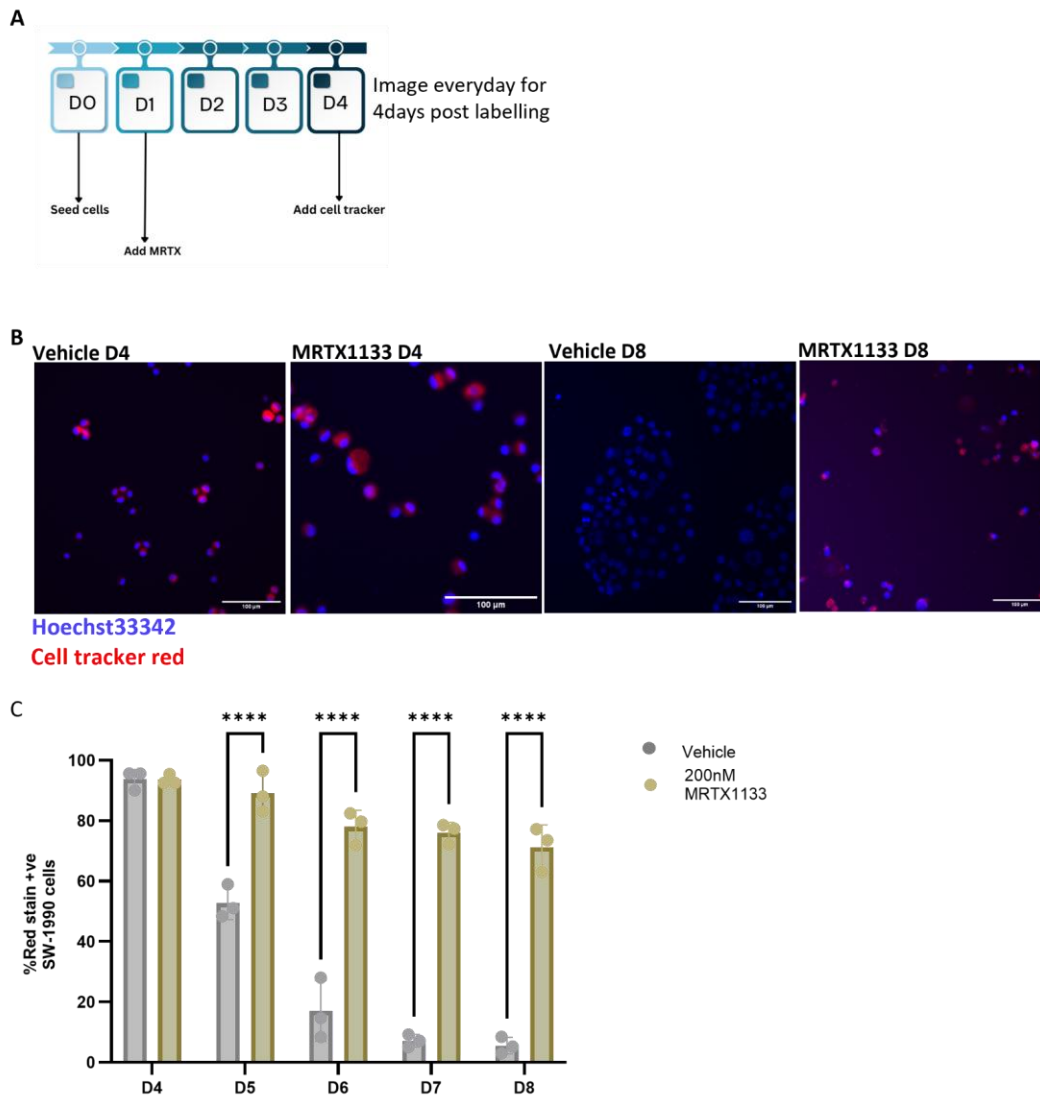 A
D0 D1 D2 D3 D4
Image everyday for
4days post labelling
Seed cells
Add cell tracker
Add MRTX
B
Vehicle D4
MRTX1133 D4
Vehicle D8
MRTX1133 D8
100 μm
100 μm
100 μm
100 μm
Hoechst33342
Cell tracker red
C
**** **** **** ****
Vehicle
200nM
MRTX1133
%Red stain +ve
SW-1990 cells
100
80
60
40
20
0
D4 D5 D6 D7 D8